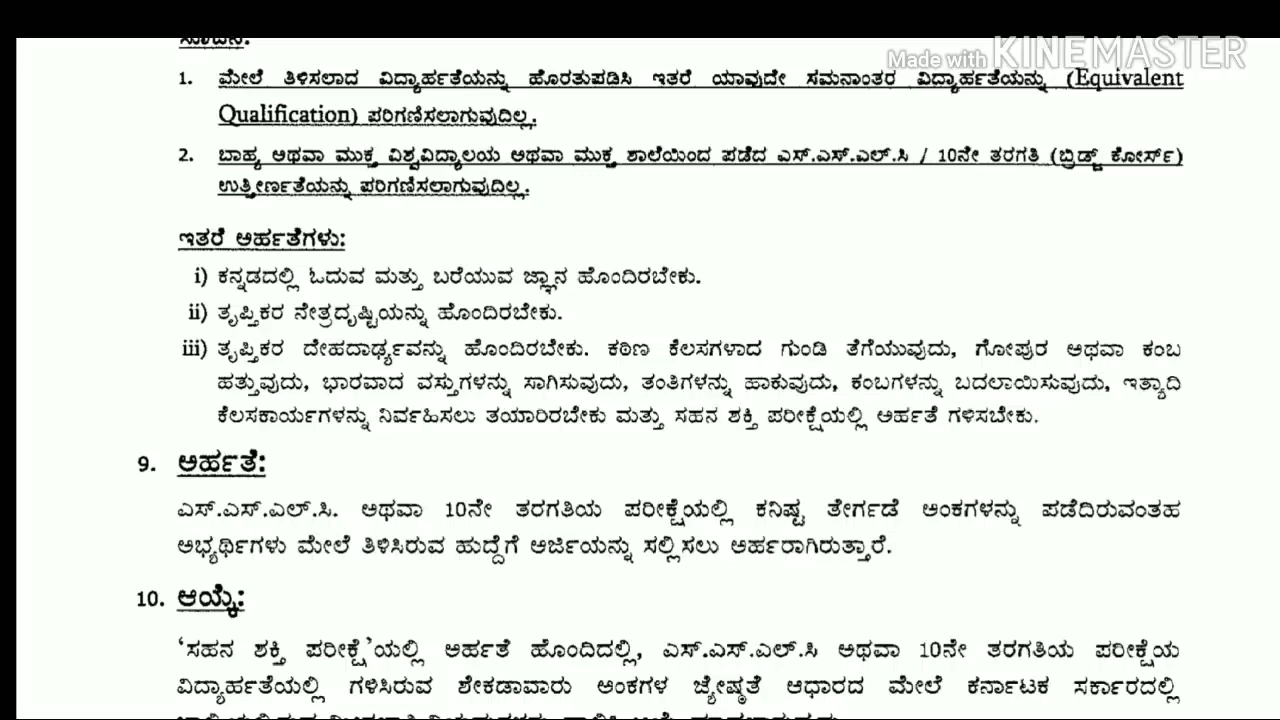 ಸೂಚನೆ:
Made with KINEMASTER
1. ಮೇಲೆ ತಿಳಿಸಲಾದ ವಿದ್ಯಾರ್ಹತೆಯನ್ನು ಹೊರತುಪಡಿಸಿ ಇತರೆ ಯಾವುದೇ ಸಮನಾಂತರ ವಿದ್ಯಾರ್ಹತೆಯನ್ನು (Equivalent
Qualification) ಪರಿಗಣಿಸಲಾಗುವುದಿಲ್ಲ.
2. ಬಾಹ್ಯ ಅಥವಾ ಮುಕ್ತ ವಿಶ್ವವಿದ್ಯಾಲಯ ಅಥವಾ ಮುಕ್ತ ಶಾಲೆಯಿಂದ ಪಡೆದ ಎಸ್.ಎಸ್.ಎಲ್.ಸಿ / 10ನೇ ತರಗತಿ (ಬ್ರಿಡ್ಜ್ ಕೋರ್ಸ್)
ಉತ್ತೀರ್ಣತೆಯನ್ನು ಪರಿಗಣಿಸಲಾಗುವುದಿಲ್ಲ.
ಇತರೆ ಅರ್ಹತೆಗಳು:
i) ಕನ್ನಡದಲ್ಲಿ ಓದುವ ಮತ್ತು ಬರೆಯುವ ಜ್ಞಾನ ಹೊಂದಿರಬೇಕು.
ii) ತೃಪ್ತಿಕರ ನೇತ್ರದೃಷ್ಟಿಯನ್ನು ಹೊಂದಿರಬೇಕು.
iii) ತೃಪ್ತಿಕರ ದೇಹದಾರ್ಢ್ಯವನ್ನು ಹೊಂದಿರಬೇಕು. ಕಠಿಣ ಕೆಲಸಗಳಾದ ಗುಂಡಿ ತೆಗೆಯುವುದು, ಗೋಪುರ ಅಥವಾ ಕಂಬ
ಹತ್ತುವುದು, ಭಾರವಾದ ವಸ್ತುಗಳನ್ನು ಸಾಗಿಸುವುದು, ತಂತಿಗಳನ್ನು ಹಾಕುವುದು, ಕಂಬಗಳನ್ನು ಬದಲಾಯಿಸುವುದು, ಇತ್ಯಾದಿ
ಕೆಲಸಕಾರ್ಯಗಳನ್ನು ನಿರ್ವಹಿಸಲು ತಯಾರಿರಬೇಕು ಮತ್ತು ಸಹನ ಶಕ್ತಿ ಪರೀಕ್ಷೆಯಲ್ಲಿ ಅರ್ಹತೆ ಗಳಿಸಬೇಕು.
9. ಅರ್ಹತೆ:
ಎಸ್.ಎಸ್.ಎಲ್.ಸಿ. ಅಥವಾ 10ನೇ ತರಗತಿಯ ಪರೀಕ್ಷೆಯಲ್ಲಿ ಕನಿಷ್ಟ ತೇರ್ಗಡೆ ಅಂಕಗಳನ್ನು ಪಡೆದಿರುವಂತಹ
ಅಭ್ಯರ್ಥಿಗಳು ಮೇಲೆ ತಿಳಿಸಿರುವ ಹುದ್ದೆಗೆ ಅರ್ಜಿಯನ್ನು ಸಲ್ಲಿಸಲು ಅರ್ಹರಾಗಿರುತ್ತಾರೆ.
10. ಆಯ್ಕೆ:
‘ಸಹನ ಶಕ್ತಿ ಪರೀಕ್ಷೆ’ಯಲ್ಲಿ ಅರ್ಹತೆ ಹೊಂದಿದಲ್ಲಿ, ಎಸ್.ಎಸ್.ಎಲ್.ಸಿ ಅಥವಾ 10ನೇ ತರಗತಿಯ ಪರೀಕ್ಷೆಯ
ವಿದ್ಯಾರ್ಹತೆಯಲ್ಲಿ ಗಳಿಸಿರುವ ಶೇಕಡಾವಾರು ಅಂಕಗಳ ಜ್ಯೇಷ್ಠತೆ ಆಧಾರದ ಮೇಲೆ ಕರ್ನಾಟಕ ಸರ್ಕಾರದಲ್ಲಿ